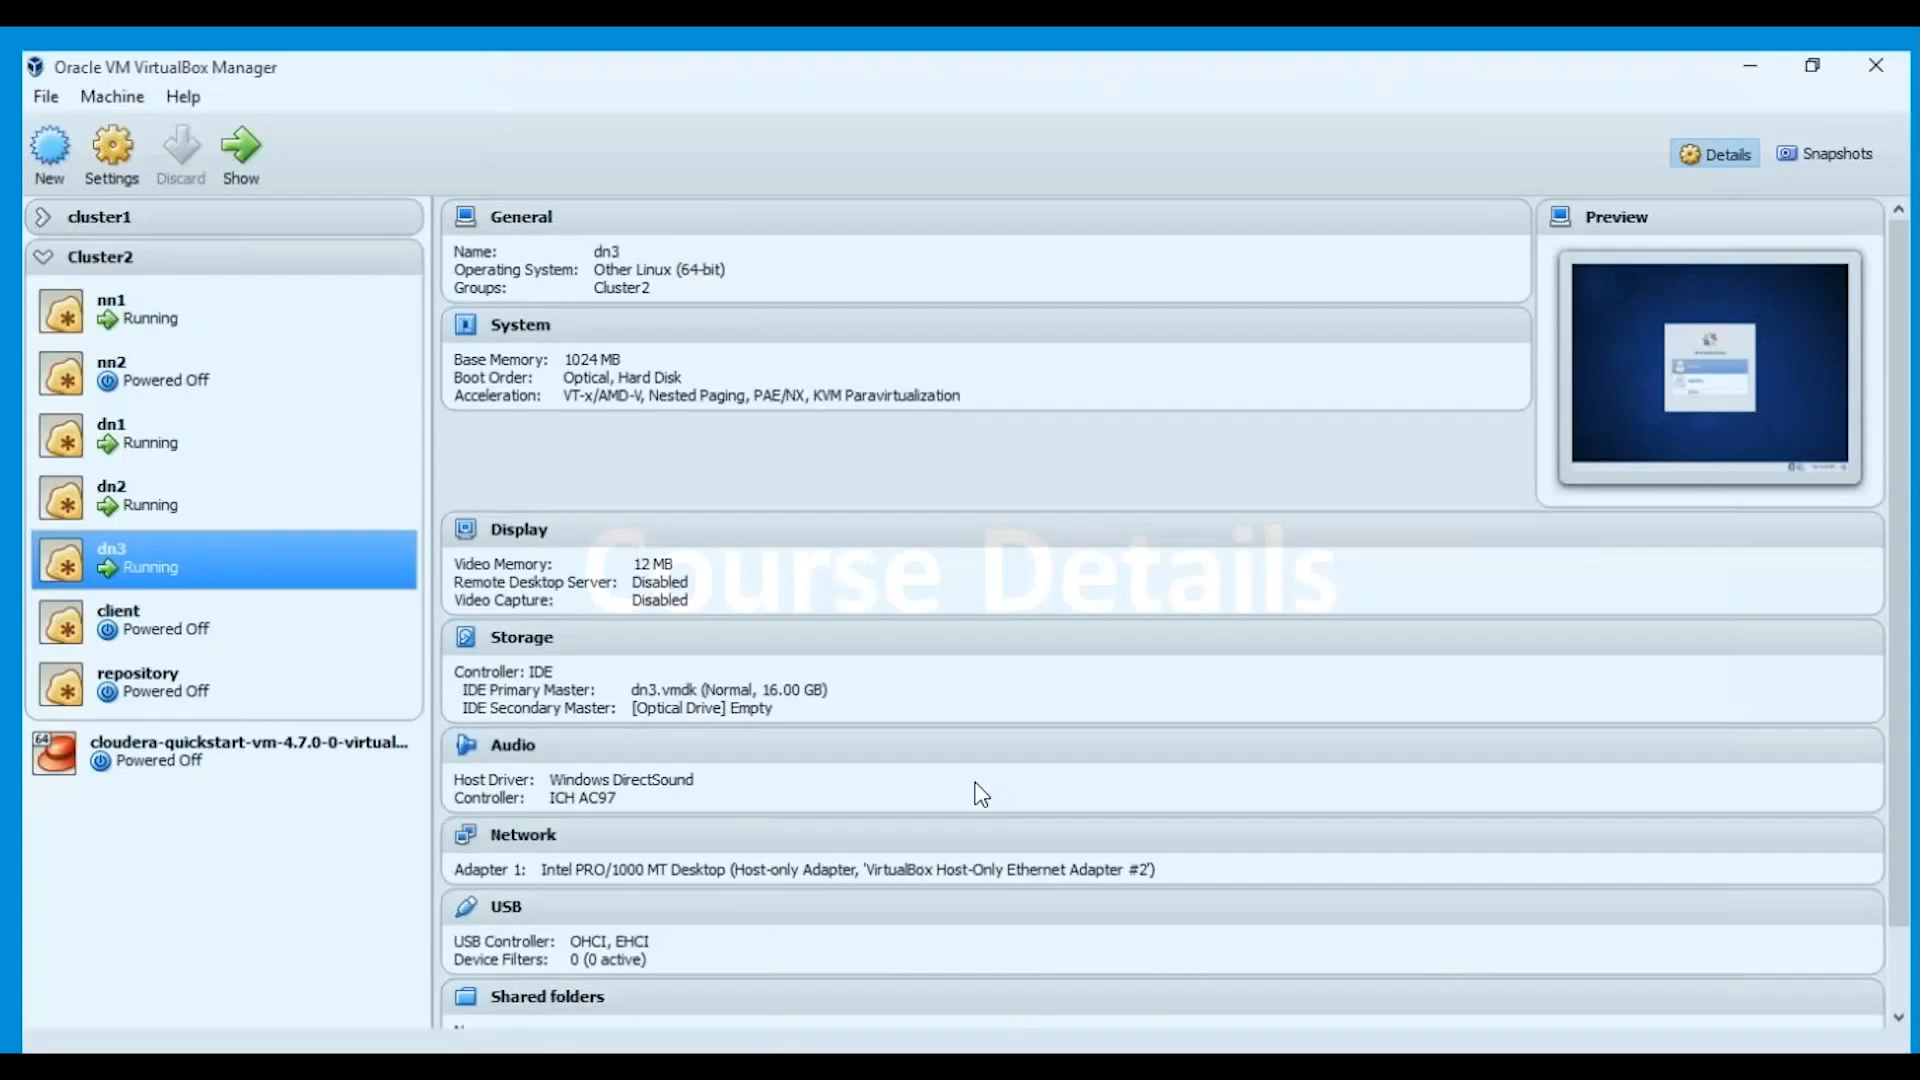 Oracle VM VirtualBox Manager
File Machine Help
New Settings Discard Show
Details Snapshots
cluster1
Cluster2
nn1
Running
nn2
Powered Off
dn1
Running
dn2
Running
dn3
Running
client
Powered Off
repository
Powered Off
64
cloudera-quickstart-vm-4.7.0-0-virtual...
Powered Off
General
Name: dn3
Operating System: Other Linux (64-bit)
Groups: Cluster2
System
Base Memory: 1024 MB
Boot Order: Optical, Hard Disk
Acceleration: VT-x/AMD-V, Nested Paging, PAE/NX, KVM Paravirtualization
Preview
Display
Video Memory: 12 MB
Remote Desktop Server: Disabled
Video Capture: Disabled
Course Details
Storage
Controller: IDE
IDE Primary Master: dn3.vmdk (Normal, 16.00 GB)
IDE Secondary Master: [Optical Drive] Empty
Audio
Host Driver: Windows DirectSound
Controller: ICH AC97
Network
Adapter 1: Intel PRO/1000 MT Desktop (Host-only Adapter, 'VirtualBox Host-Only Ethernet Adapter #2')
USB
USB Controller: OHCI, EHCI
Device Filters: 0 (0 active)
Shared folders